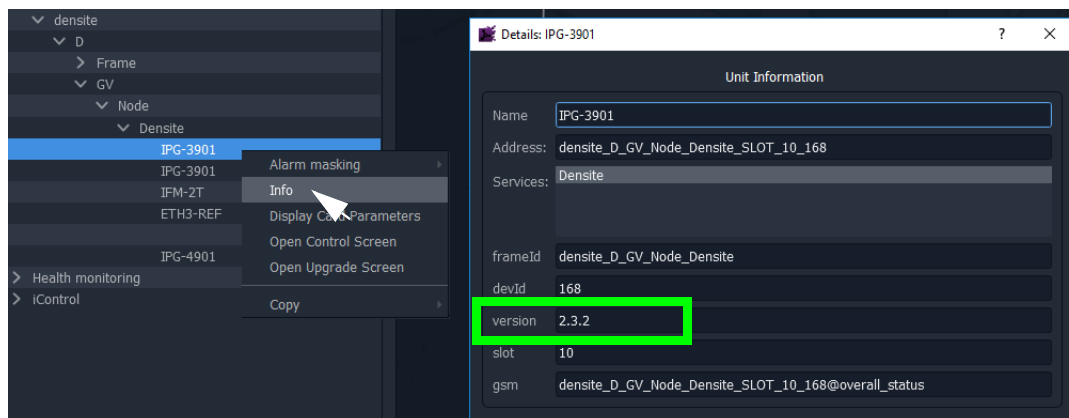 densite
D
Frame
GV
Node
Densite
IPG-3901
IPG-3901
IFM-2T
ETH3-REF
IPG-4901
Health monitoring
iControl
Alarm masking
Info
Display Card Parameters
Open Control Screen
Open Upgrade Screen
Copy
Details: IPG-3901 ?
Unit Information
Name IPG-3901
Address: densite_D_GV_Node_Densite_SLOT_10_168
Services: Densite
frameId densite_D_GV_Node_Densite
devId 168
version 2.3.2
slot 10
gsm densite_D_GV_Node_Densite_SLOT_10_168@overall_status